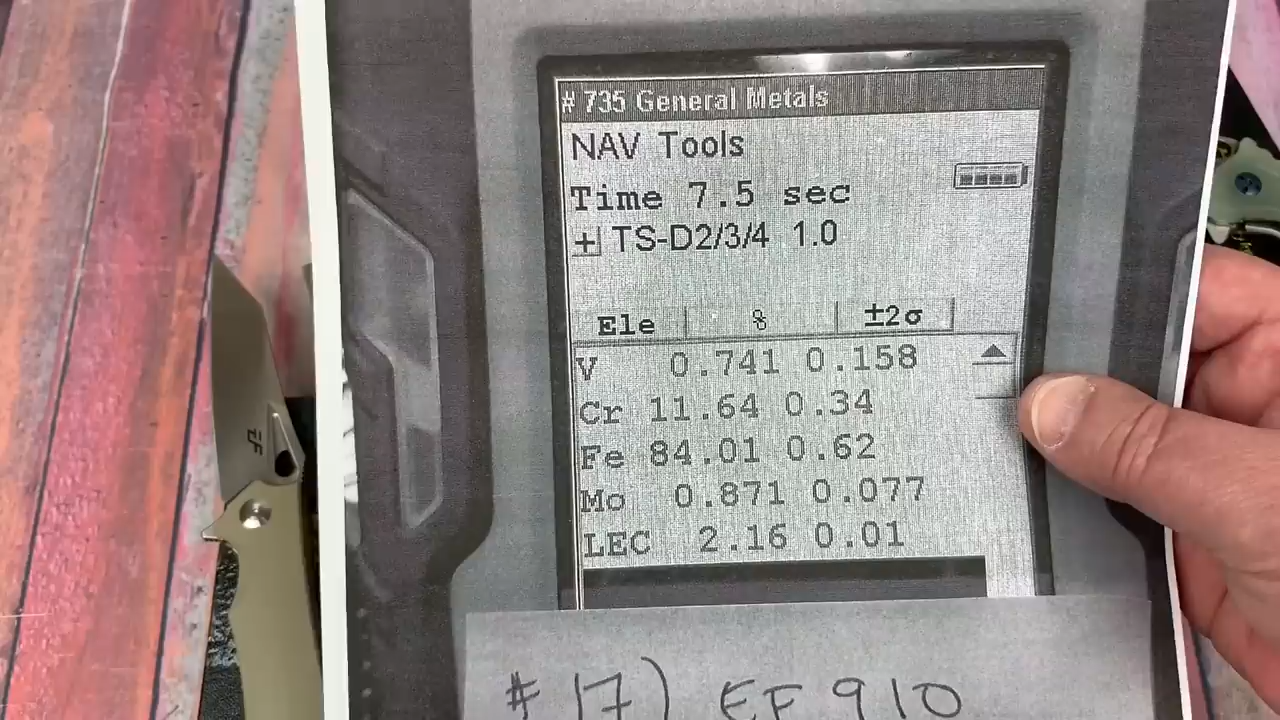 # 735 General Metals
NAV Tools
Time 7.5 sec
+ TS-D2/3/4 1.0
Ele % ±2σ
V 0.741 0.158
Cr 11.64 0.34
Fe 84.01 0.62
Mo 0.871 0.077
LEC 2.16 0.01
# 17) EF 910
EF